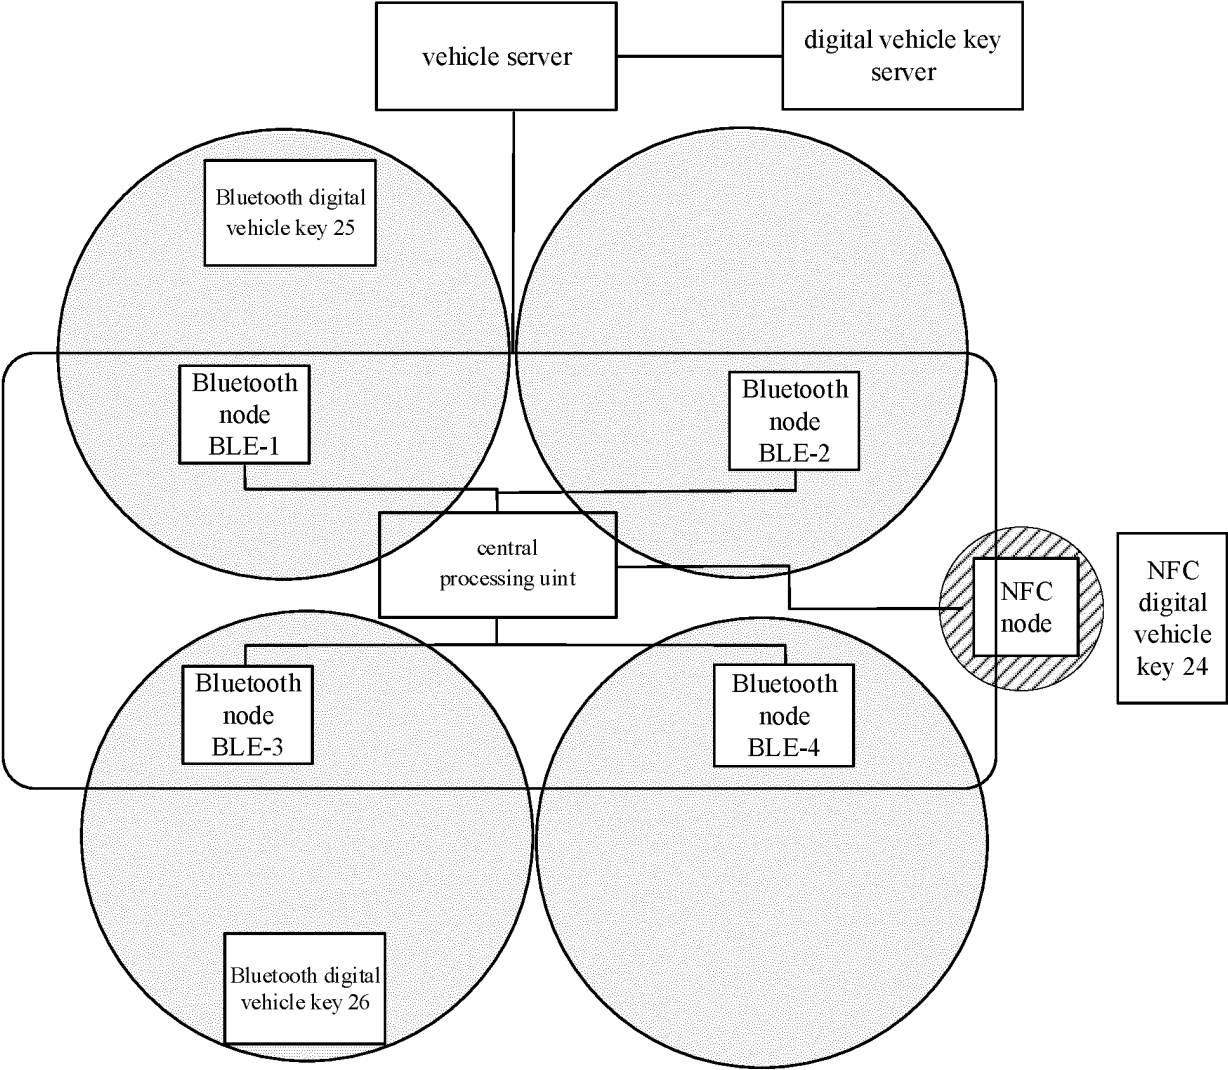 vehicle server
digital vehicle key
server
Bluetooth digital
vehicle key 25
Bluetooth
node
BLE-1
Bluetooth
node
BLE-2
central
processing uint
NFC
node
NFC
digital
vehicle
key 24
Bluetooth
node
BLE-3
Bluetooth
node
BLE-4
Bluetooth digital
vehicle key 26